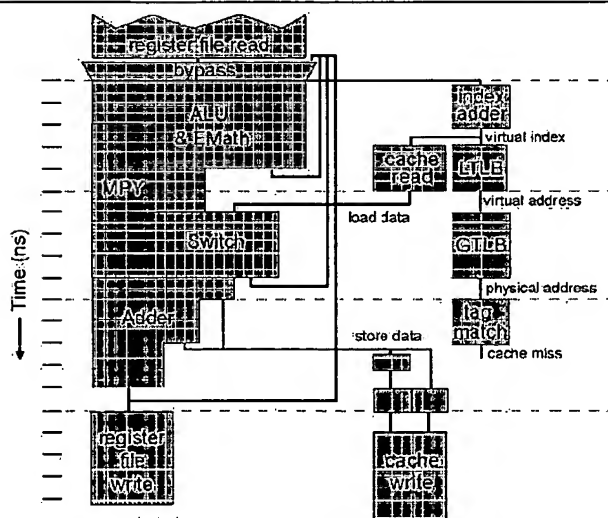 register file read
bypass
ALU
& EMath
MPY
Switch
Adder
register
file
write
Time (ns)
index
adder
virtual index
cache
read
LTLB
load data
virtual address
GTLB
physical address
tag
match
store data
cache miss
cache
write